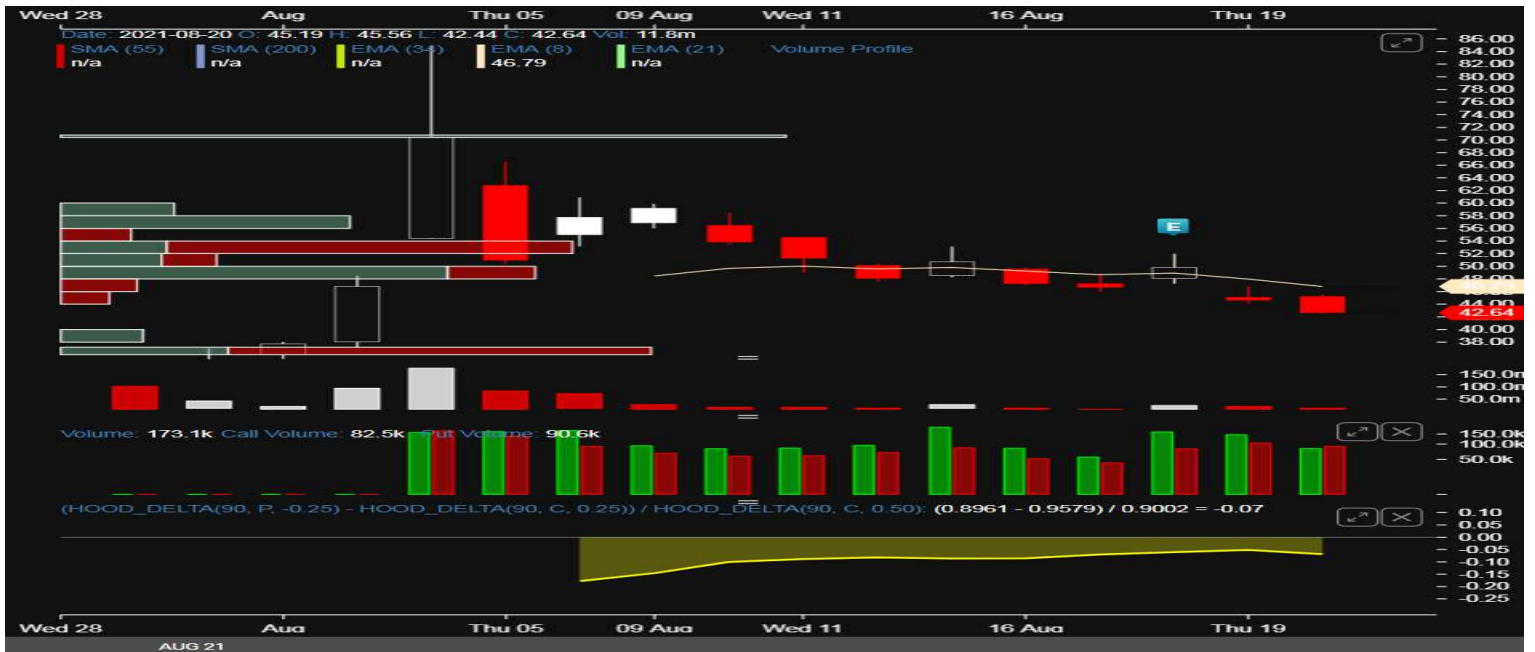 Wed 28 Aug Thu 05 09 Aug Wed 11 16 Aug Thu 19
Date: 2021-08-20 O: 45.19 H: 45.56 L: 42.44 C: 42.64 Vol: 11.8m
SMA (55) SMA (200) EMA (34) EMA (8) EMA (21) Volume Profile
n/a n/a n/a 46.79 n/a
86.00
84.00
82.00
80.00
78.00
76.00
74.00
72.00
70.00
68.00
66.00
64.00
62.00
60.00
58.00
E
56.00
54.00
52.00
50.00
48.00
46.79
44.00
42.64
40.00
38.00
150.0m
100.0m
50.0m
Volume: 173.1k Call Volume: 82.5k Put Volume: 90.6k
150.0k
100.0k
50.0k
(HOOD_DELTA(90, P, -0.25) - HOOD_DELTA(90, C, 0.25)) / HOOD_DELTA(90, C, 0.50): (0.8961 - 0.9579) / 0.9002 = -0.07
0.10
0.05
0.00
-0.05
-0.10
-0.15
-0.20
-0.25
Wed 28 Aug Thu 05 09 Aug Wed 11 16 Aug Thu 19
AUG 21